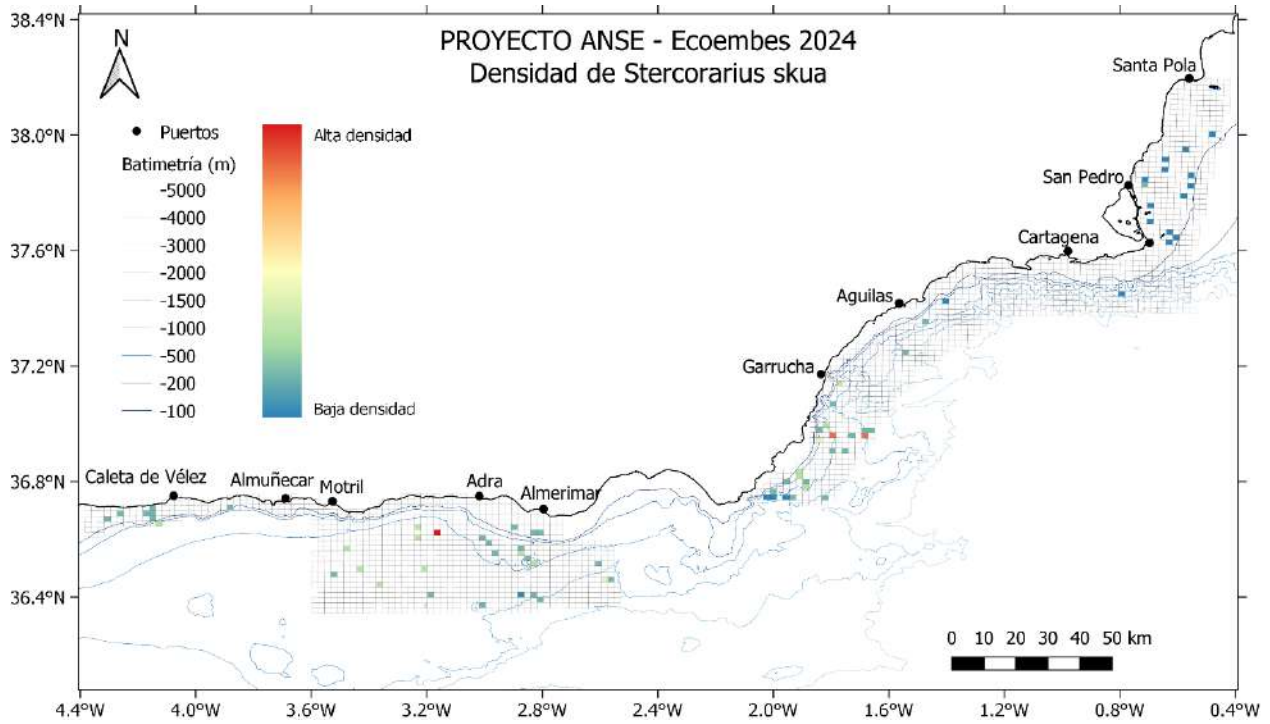 PROYECTO ANSE - Ecoembes 2024
Densidad de Stercorarius skua
N
Puertos
Batimetría (m)
-5000
-4000
-3000
-2000
-1500
-1000
-500
-200
-100
Alta densidad
Baja densidad
Santa Pola
San Pedro
Cartagena
Aguilas
Garrucha
Caleta de Vélez
Almuñecar
Motril
Adra
Almerimar
0 10 20 30 40 50 km
38.4°N
38.0°N
37.6°N
37.2°N
36.8°N
36.4°N
4.4°W 4.0°W 3.6°W 3.2°W 2.8°W 2.4°W 2.0°W 1.6°W 1.2°W 0.8°W 0.4°W